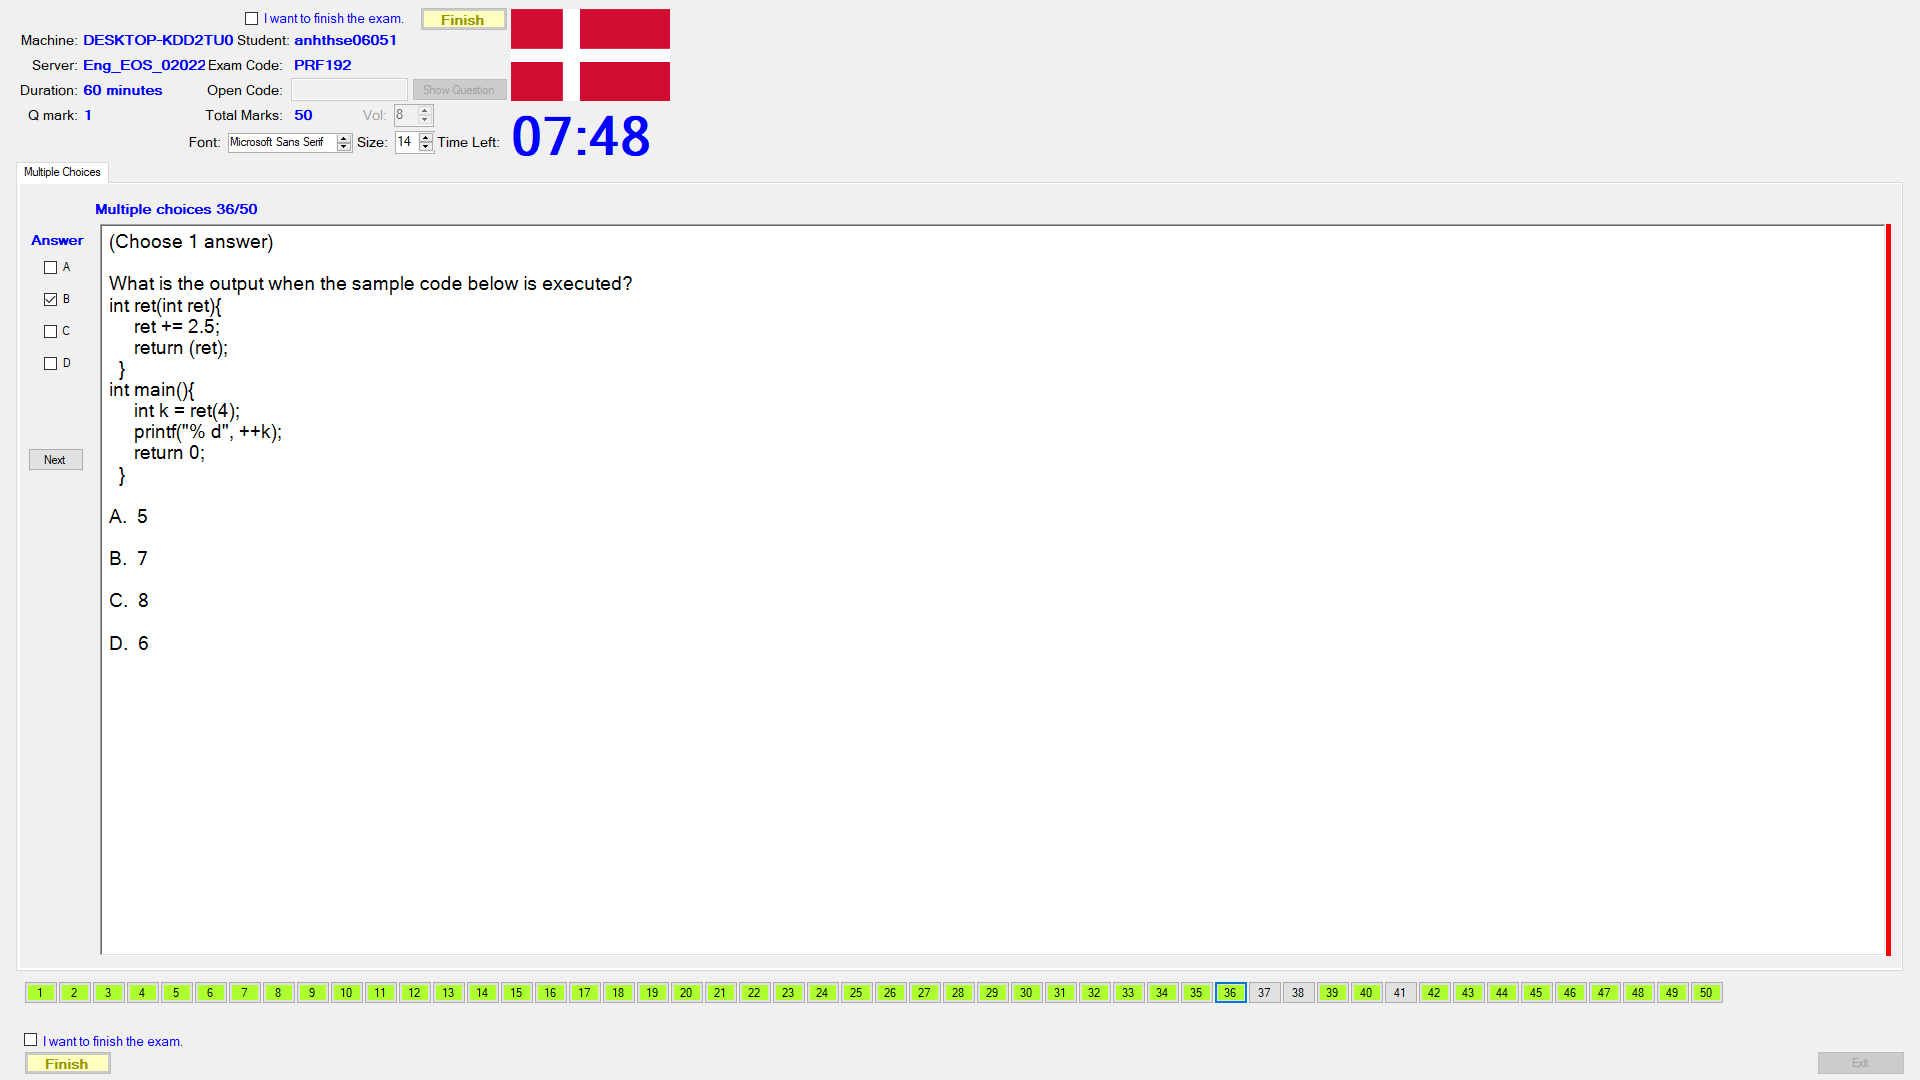 I want to finish the exam.
Finish
Machine: DESKTOP-KDD2TU0 Student: anhthse06051
Server: Eng_EOS_02022 Exam Code: PRF192
Duration: 60 minutes Open Code: Show Question
Q mark: 1 Total Marks: 50 Vol: 8
Font: Microsoft Sans Serif Size: 14 Time Left: 07:48
Multiple Choices
Multiple choices 36/50
Answer
A
B
C
D
Next
(Choose 1 answer)
What is the output when the sample code below is executed?
int ret(int ret){
ret += 2.5;
return (ret);
}
int main(){
int k = ret(4);
printf("% d", ++k);
return 0;
}
A. 5
B. 7
C. 8
D. 6
1 2 3 4 5 6 7 8 9 10 11 12 13 14 15 16 17 18 19 20 21 22 23 24 25 26 27 28 29 30 31 32 33 34 35 36 37 38 39 40 41 42 43 44 45 46 47 48 49 50
I want to finish the exam.
Finish
Exit